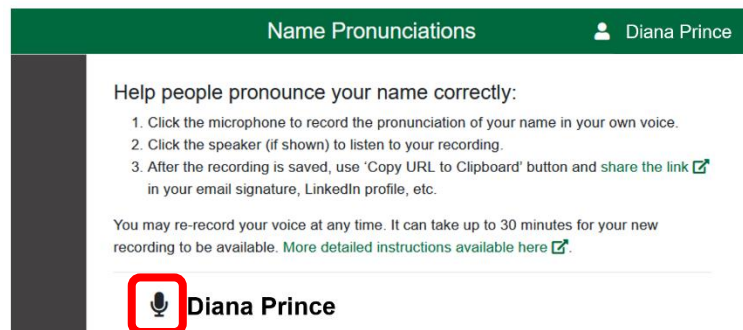 Name Pronunciations
Diana Prince
Help people pronounce your name correctly:
1. Click the microphone to record the pronunciation of your name in your own voice.
2. Click the speaker (if shown) to listen to your recording.
3. After the recording is saved, use ‘Copy URL to Clipboard’ button and share the link
in your email signature, LinkedIn profile, etc.
You may re-record your voice at any time. It can take up to 30 minutes for your new
recording to be available. More detailed instructions available here.
Diana Prince